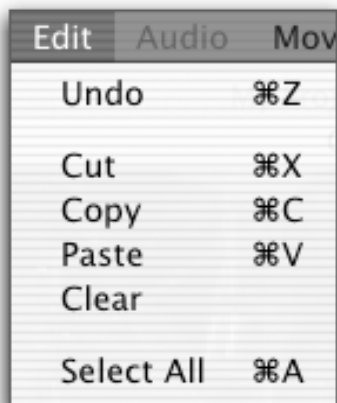 Edit Audio Mov
Undo ⌘Z
Cut ⌘X
Copy ⌘C
Paste ⌘V
Clear
Select All ⌘A